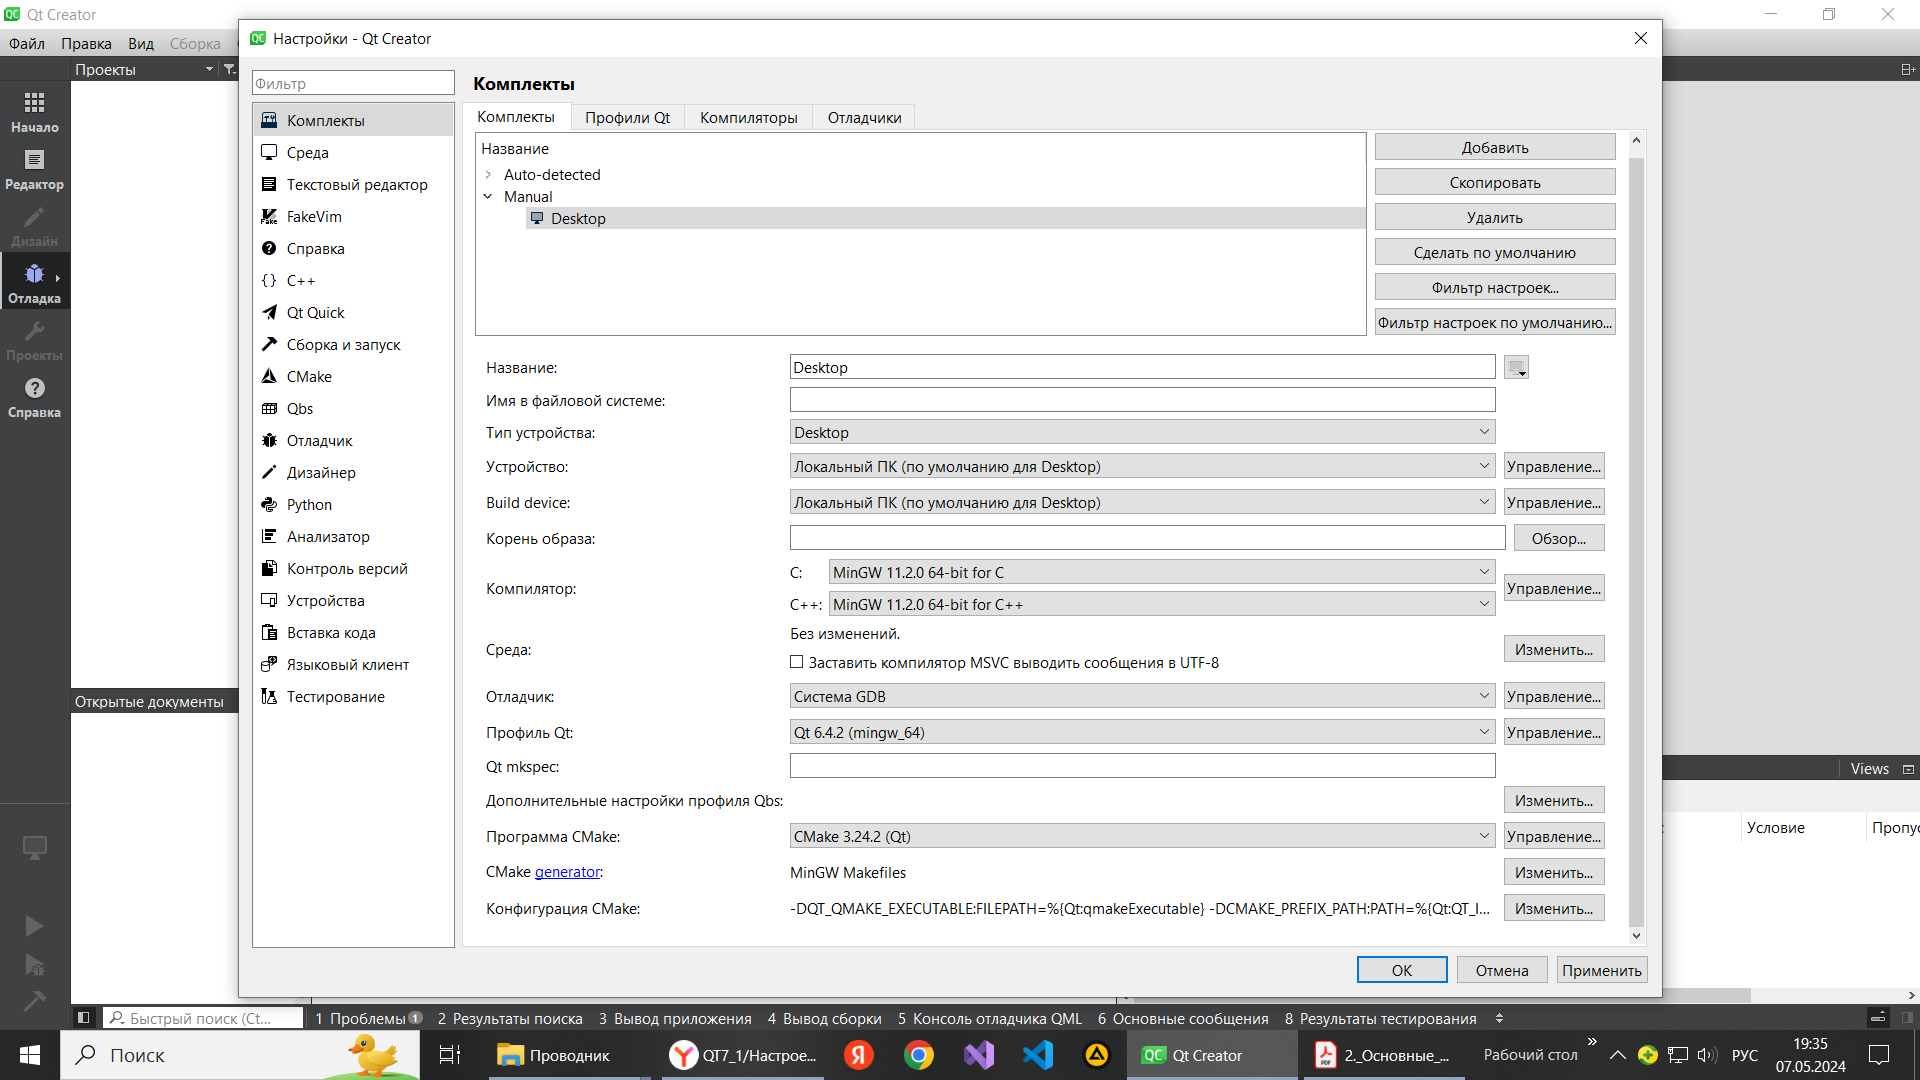 Qt Creator
Файл Правка Вид Сборка
Проекты
Начало
Редактор
Дизайн
Отладка
Проекты
Справка
Открытые документы
Настройки - Qt Creator
Фильтр
Комплекты
Среда
Текстовый редактор
FakeVim
Справка
C++
Qt Quick
Сборка и запуск
CMake
Qbs
Отладчик
Дизайнер
Python
Анализатор
Контроль версий
Устройства
Вставка кода
Языковый клиент
Тестирование
Комплекты
Комплекты Профили Qt Компиляторы Отладчики
Название
Auto-detected
Manual
Desktop
Добавить
Скопировать
Удалить
Сделать по умолчанию
Фильтр настроек...
Фильтр настроек по умолчанию...
Название: Desktop
Имя в файловой системе:
Тип устройства: Desktop
Устройство: Локальный ПК (по умолчанию для Desktop) Управление...
Build device: Локальный ПК (по умолчанию для Desktop) Управление...
Корень образа: Обзор...
Компилятор: C: MinGW 11.2.0 64-bit for C Управление...
C++: MinGW 11.2.0 64-bit for C++
Среда: Без изменений. Изменить...
Заставить компилятор MSVC выводить сообщения в UTF-8
Отладчик: Система GDB Управление...
Профиль Qt: Qt 6.4.2 (mingw_64) Управление...
Qt mkspec:
Дополнительные настройки профиля Qbs: Изменить...
Программа CMake: CMake 3.24.2 (Qt) Управление...
CMake generator: MinGW Makefiles Изменить...
Конфигурация CMake: -DQT_QMAKE_EXECUTABLE:FILEPATH=%{Qt:qmakeExecutable} -DCMAKE_PREFIX_PATH:PATH=%{Qt:QT_I... Изменить...
OK Отмена Применить
Views
Условие Пропус
Быстрый поиск (Ct... 1 Проблемы 1 2 Результаты поиска 3 Вывод приложения 4 Вывод сборки 5 Консоль отладчика QML 6 Основные сообщения 8 Результаты тестирования
Поиск Проводник QT7_1/Настрое... Qt Creator 2._Основные_... Рабочий стол » РУС 19:35
07.05.2024